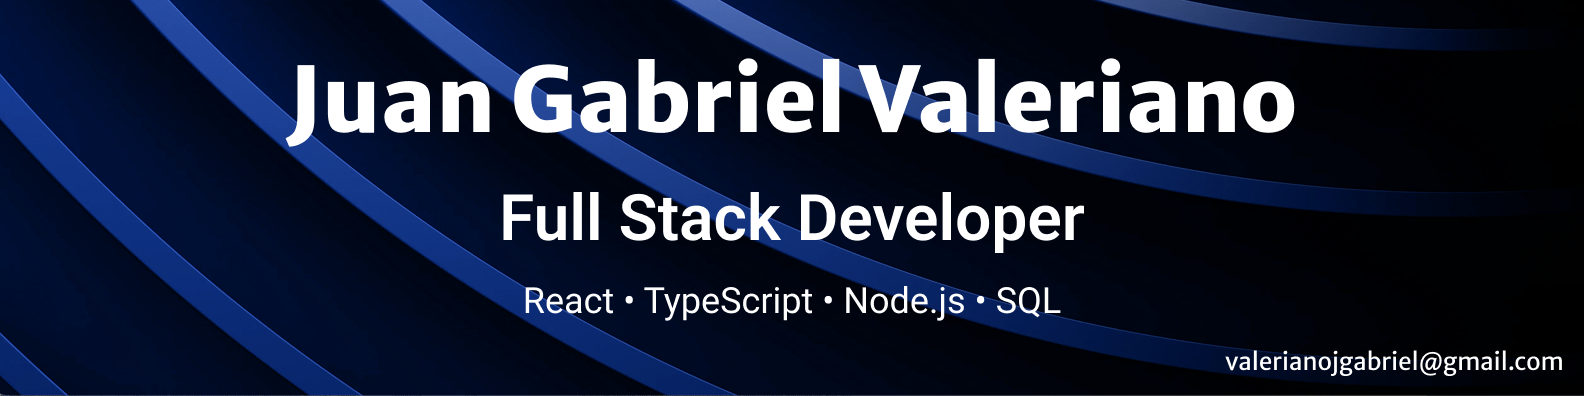 Juan Gabriel Valeriano
Full Stack Developer
React • TypeScript • Node.js • SQL
valerianojgabriel@gmail.com